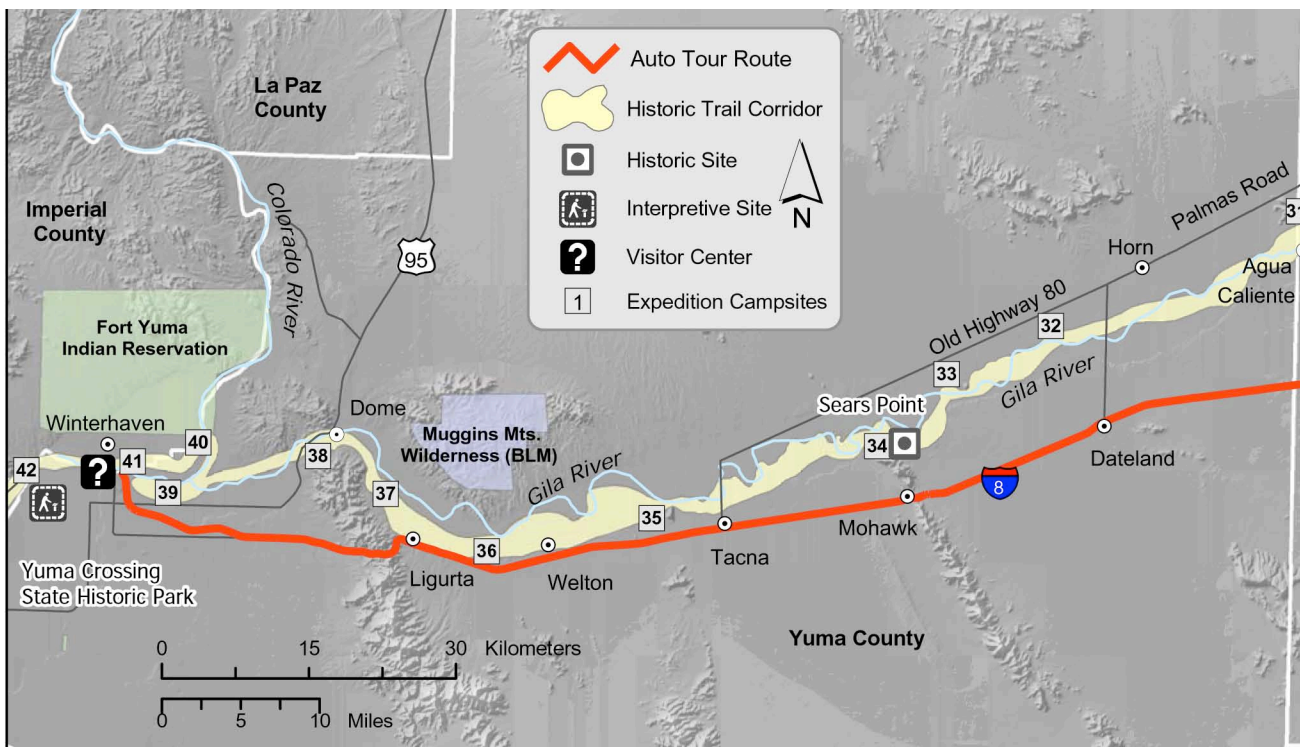 La Paz
County
Imperial
County
Colorado River
95
Fort Yuma
Indian Reservation
Winterhaven
Auto Tour Route
Historic Trail Corridor
Historic Site
Interpretive Site
?
Visitor Center
1
Expedition Campsites
N
Palmas Road
31
Horn
Agua
Caliente
Old Highway 80
32
33
Gila River
Sears Point
34
Dome
Muggins Mts.
Wilderness (BLM)
Gila River
40
41
?
42
39
38
37
35
36
8
Dateland
Mohawk
Tacna
Welton
Ligurta
Yuma Crossing
State Historic Park
Yuma County
0 15 30 Kilometers
0 5 10 Miles